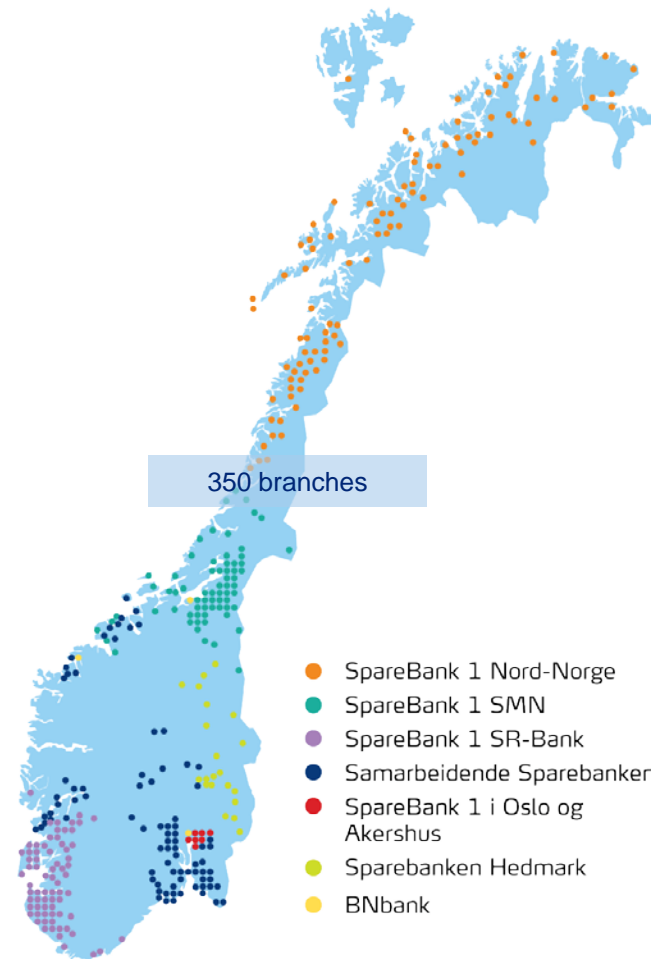 350 branches
SpareBank 1 Nord-Norge
SpareBank 1 SMN
SpareBank 1 SR-Bank
Samarbeidende Sparebanker
SpareBank 1 i Oslo og
Akershus
Sparebanken Hedmark
BNbank